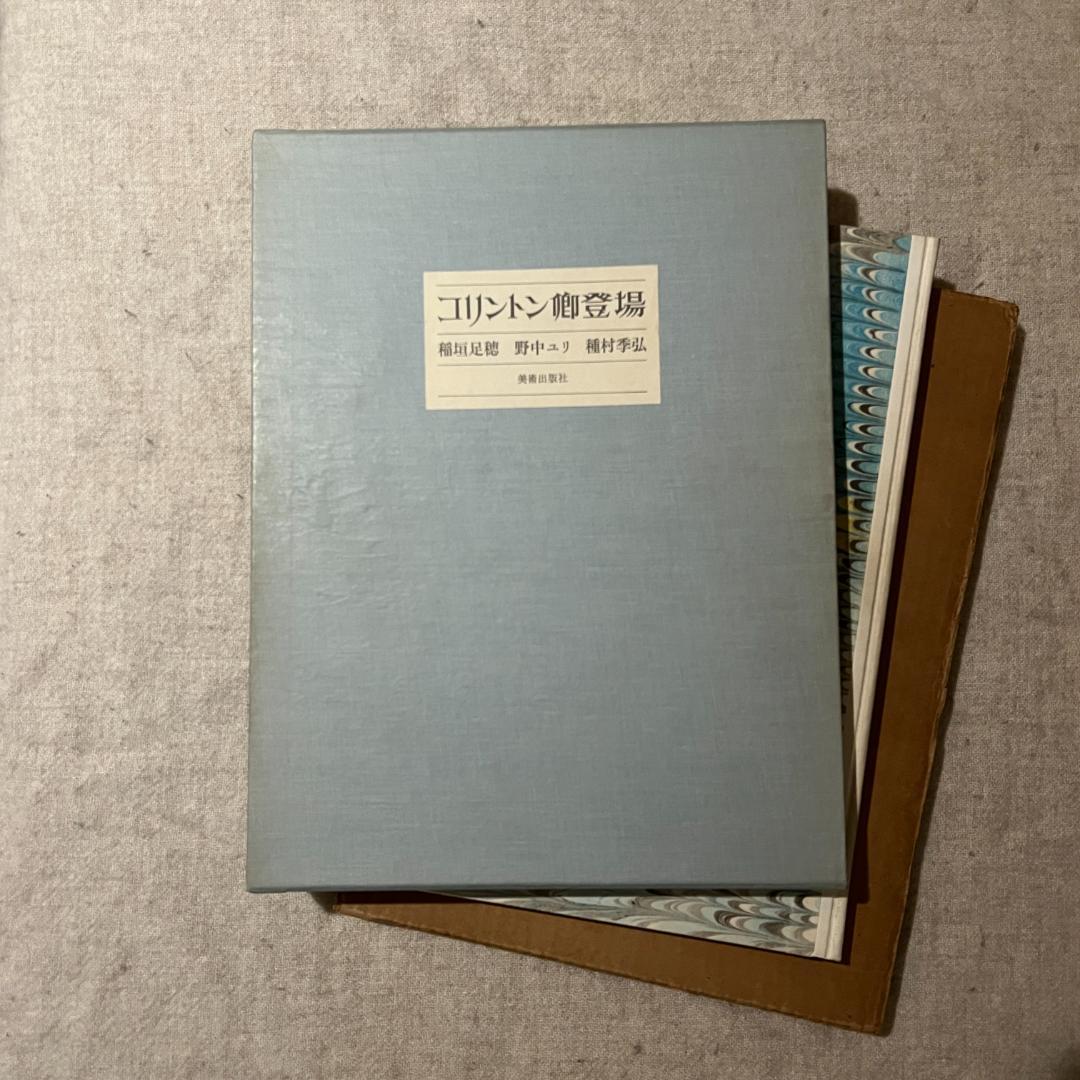 コリントン卿登場
稲垣足穂 野中ユリ 種村季弘
美術出版社